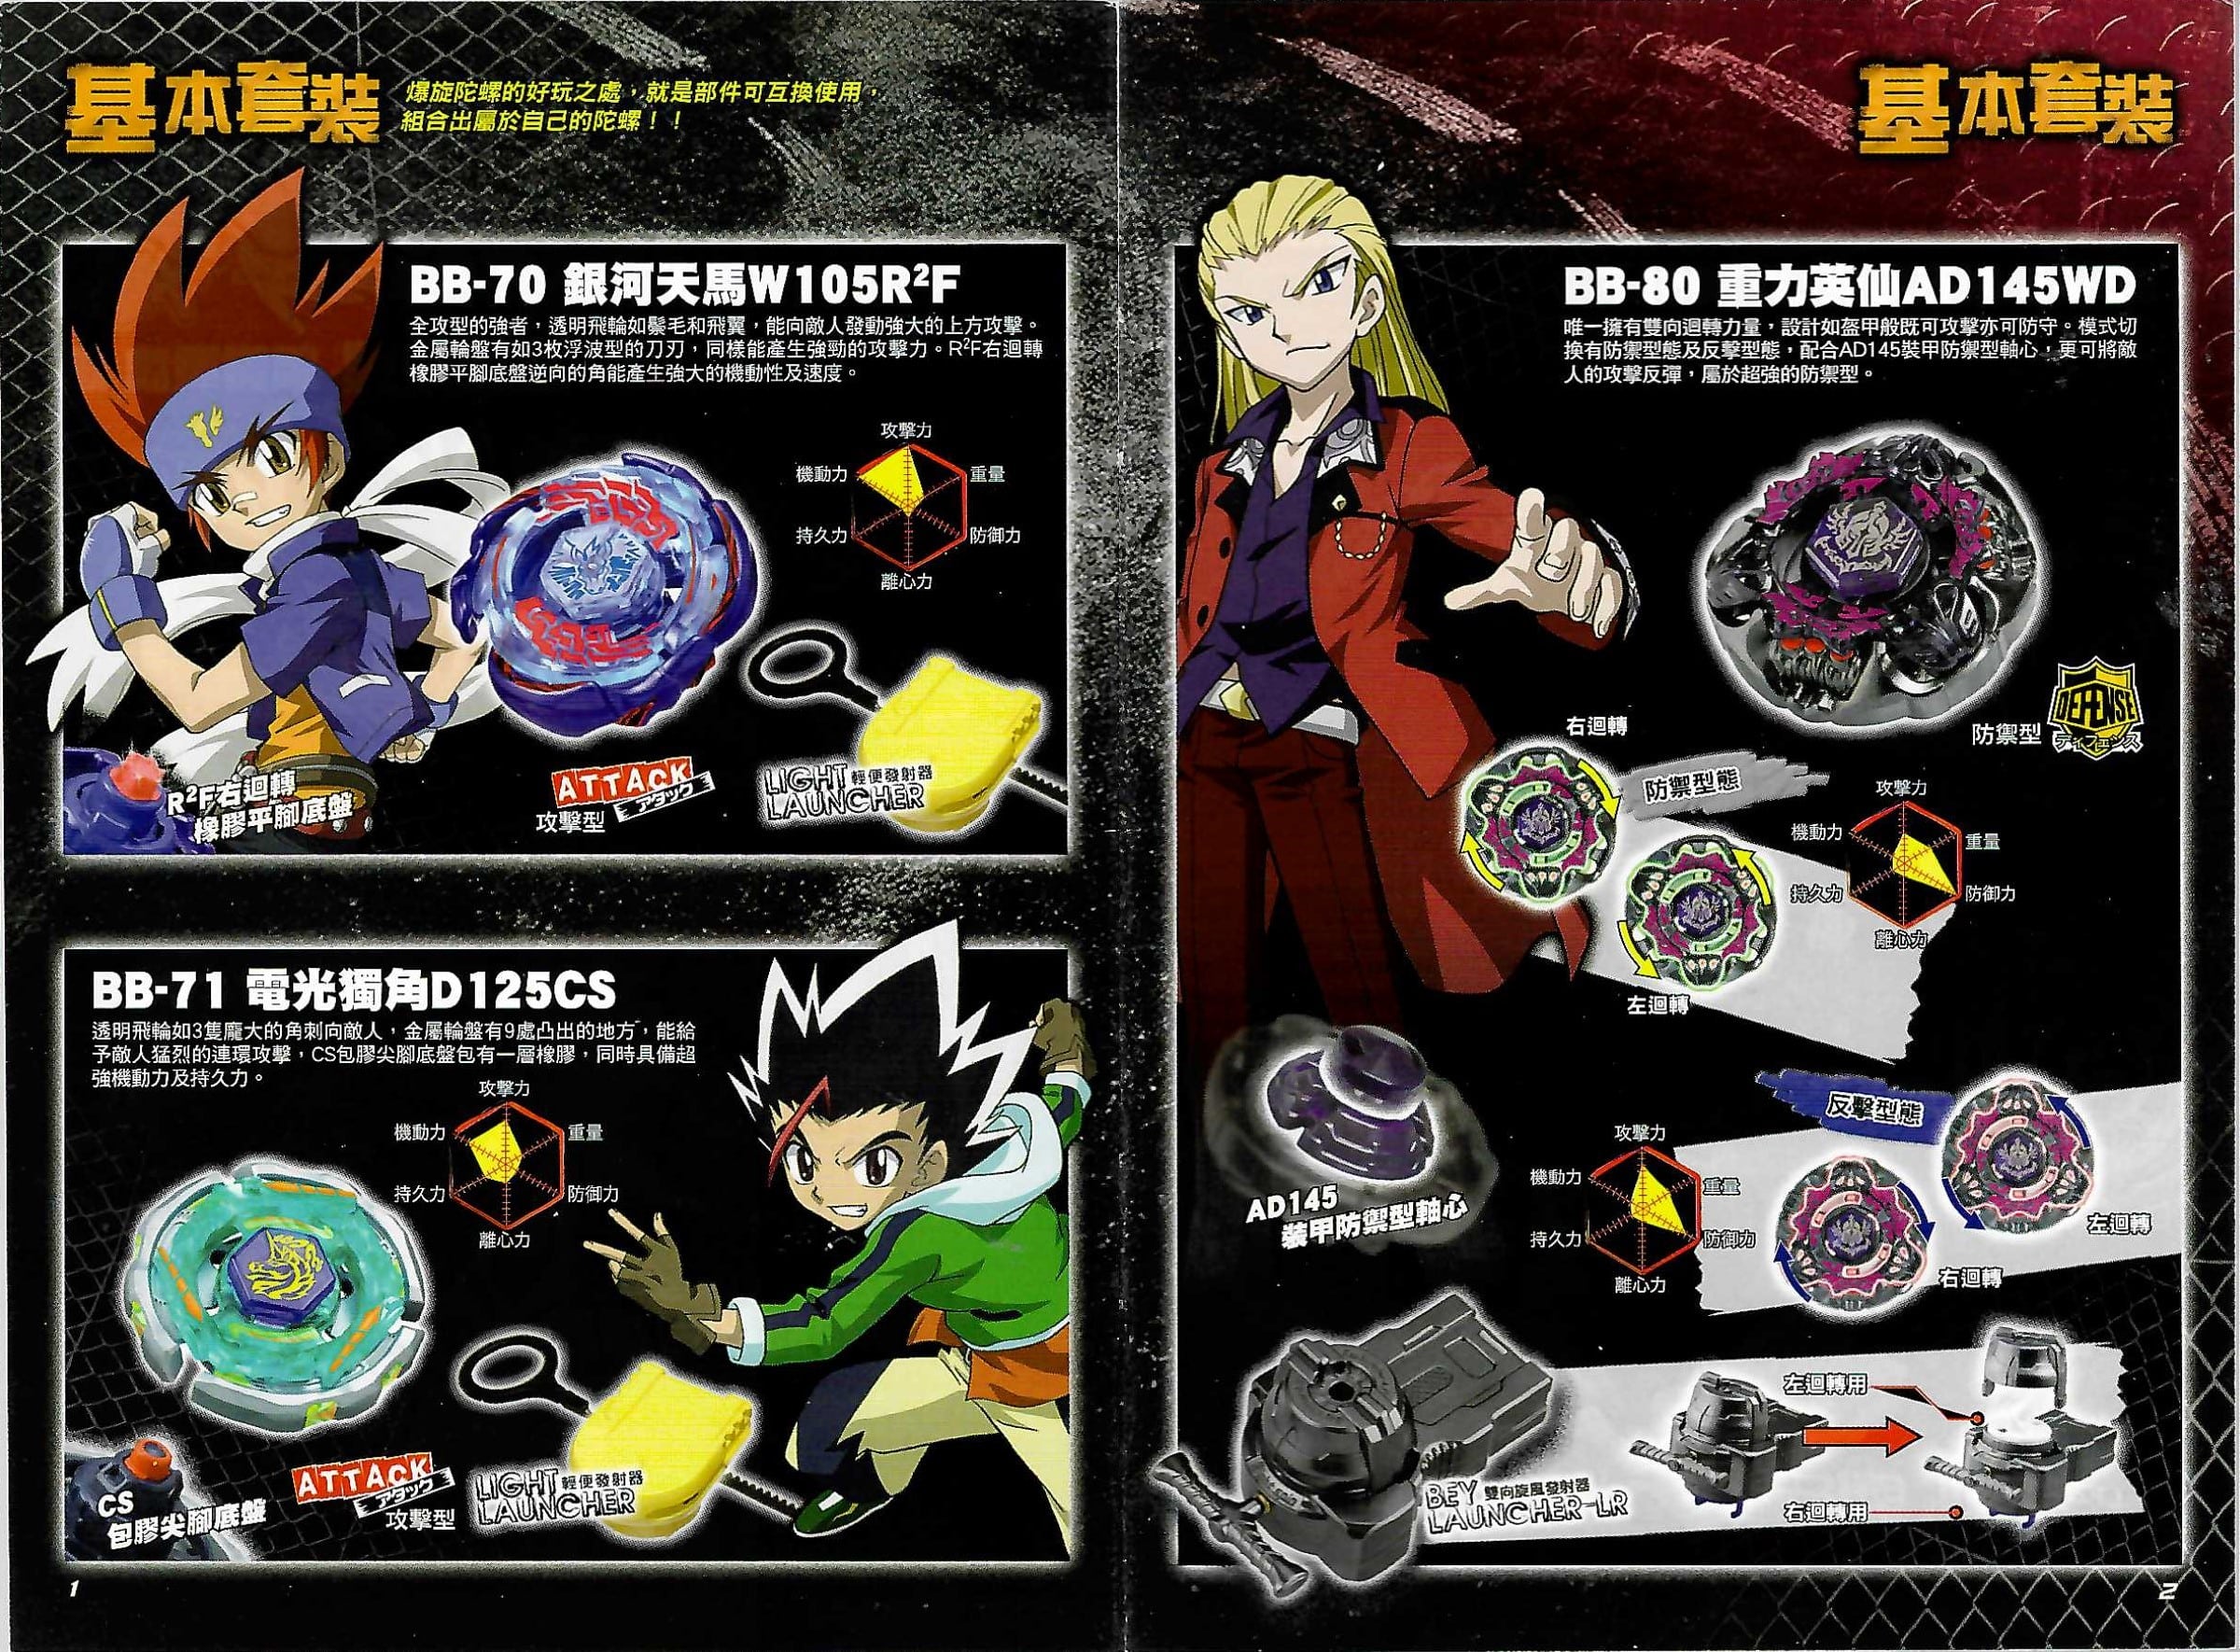 基本套裝
爆旋陀螺的好玩之處，就是部件可互換使用，
組合出屬於自己的陀螺！！
BB-70 銀河天馬W105R²F
全攻型的強者，透明飛輪如鬃毛和飛翼，能向敵人發動強大的上方攻擊。
金屬輪盤有如3枚浮波型的刀刃，同樣能產生強勁的攻擊力。R²F右迴轉
橡膠平腳底盤逆向的角能產生強大的機動性及速度。
攻擊力
機動力
重量
持久力
防御力
離心力
R²F右迴轉
橡膠平腳底盤
ATTACK
アタック
攻擊型
LIGHT 輕便發射器
LAUNCHER
BB-71 電光獨角D125CS
透明飛輪如3隻龐大的角刺向敵人，金屬輪盤有9處凸出的地方，能給
予敵人猛烈的連環攻擊，CS包膠尖腳底盤包有一層橡膠，同時具備超
強機動力及持久力。
攻擊力
機動力
重量
持久力
防御力
離心力
CS
包膠尖腳底盤
ATTACK
アタック
攻擊型
LIGHT 輕便發射器
LAUNCHER
1
基本套裝
BB-80 重力英仙AD145WD
唯一擁有雙向迴轉力量，設計如盔甲般既可攻擊亦可防守。模式切
換有防禦型態及反擊型態，配合AD145裝甲防禦型軸心，更可將敵
人的攻擊反彈，屬於超強的防禦型。
防禦型
DEFENSE
ディフェンス
右迴轉
防禦型態
左迴轉
攻擊力
機動力
重量
持久力
防御力
離心力
AD145
裝甲防禦型軸心
反擊型態
攻擊力
機動力
重量
持久力
防御力
離心力
左迴轉
右迴轉
BEY 雙向旋風發射器
LAUNCHER-LR
左迴轉用
右迴轉用
2